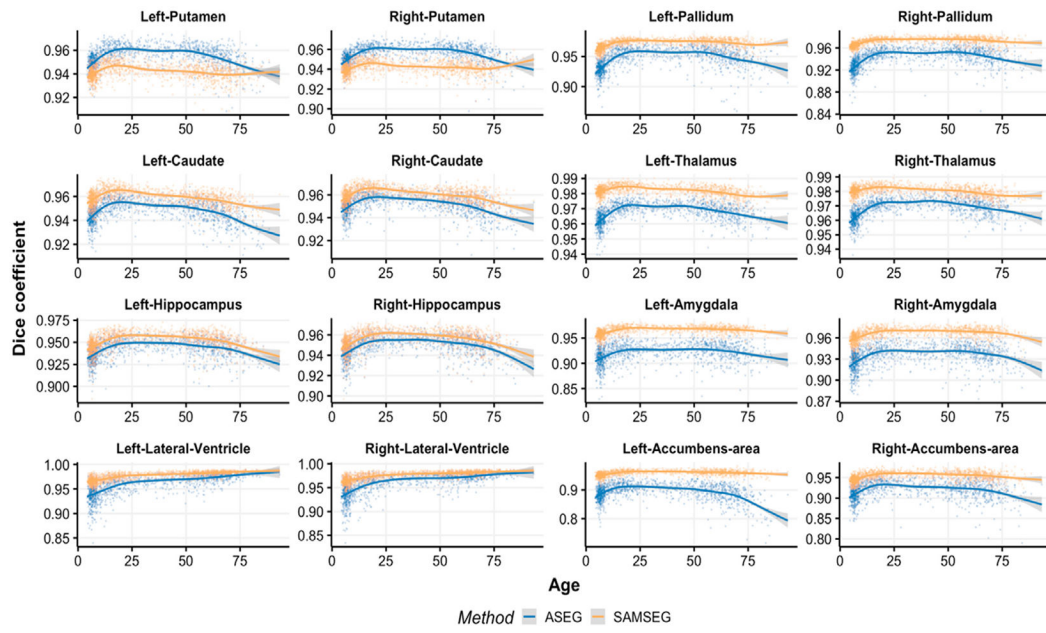 Left-Putamen Right-Putamen Left-Pallidum Right-Pallidum
0.96 0.94 0.92
0.96 0.94 0.92 0.90
0.95 0.90
0.96 0.92 0.88 0.84
0 25 50 75 0 25 50 75 0 25 50 75 0 25 50 75
Left-Caudate Right-Caudate Left-Thalamus Right-Thalamus
0.96 0.94 0.92
0.96 0.94 0.92
0.99 0.98 0.97 0.96 0.95 0.94
0.99 0.98 0.97 0.96 0.95 0.94
0 25 50 75 0 25 50 75 0 25 50 75 0 25 50 75
Dice coefficient
Left-Hippocampus Right-Hippocampus Left-Amygdala Right-Amygdala
0.975 0.950 0.925 0.900
0.96 0.94 0.92 0.90
0.95 0.90 0.85
0.96 0.93 0.90 0.87
0 25 50 75 0 25 50 75 0 25 50 75 0 25 50 75
Left-Lateral-Ventricle Right-Lateral-Ventricle Left-Accumbens-area Right-Accumbens-area
1.00 0.95 0.90 0.85
1.00 0.95 0.90 0.85
0.9 0.8
0.95 0.90 0.85 0.80
0 25 50 75 0 25 50 75 0 25 50 75 0 25 50 75
Age
Method ASEG SAMSEG